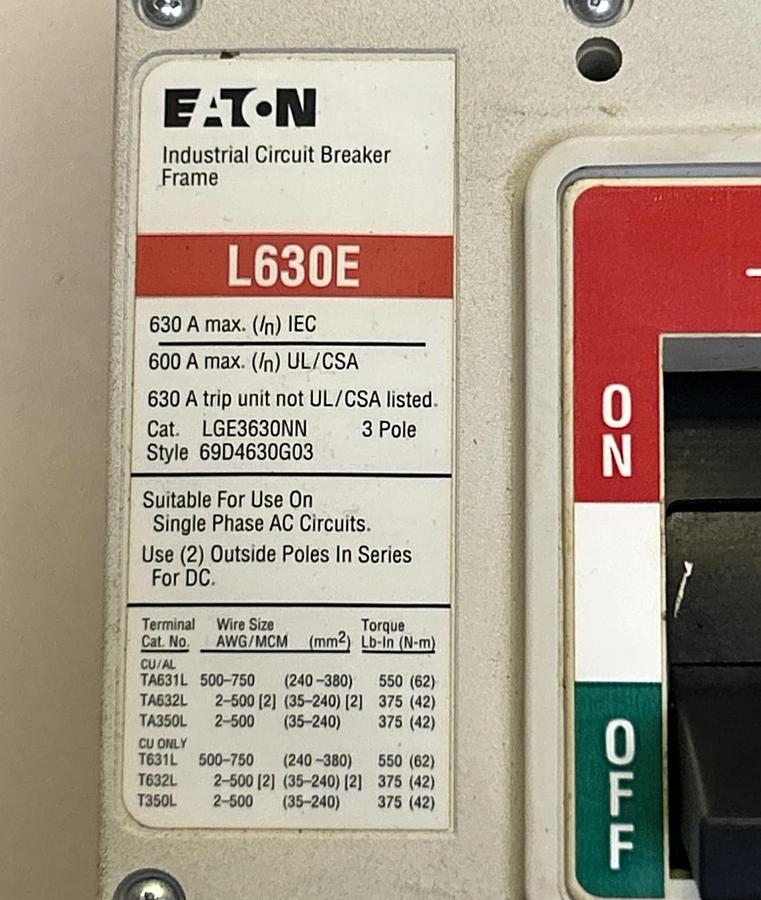 EATON
Industrial Circuit Breaker
Frame
L630E
630 A max. (In) IEC
600 A max. (In) UL/CSA
630 A trip unit not UL/CSA listed.
Cat. LGE3630NN 3 Pole
Style 69D4630G03
Suitable For Use On
Single Phase AC Circuits.
Use (2) Outside Poles In Series
For DC.
Terminal Wire Size Torque
Cat. No. AWG/MCM (mm²) Lb-In (N-m)
CU/AL
TA631L 500-750 (240-380) 550 (62)
TA632L 2-500 [2] (35-240) [2] 375 (42)
TA350L 2-500 (35-240) 375 (42)
CU ONLY
T631L 500-750 (240-380) 550 (62)
T632L 2-500 [2] (35-240) [2] 375 (42)
T350L 2-500 (35-240) 375 (42)
ON
OFF